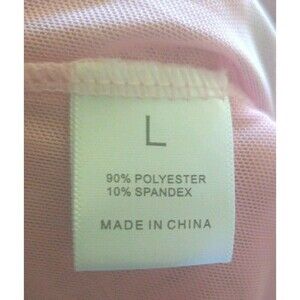 L
90% POLYESTER
10% SPANDEX
MADE IN CHINA